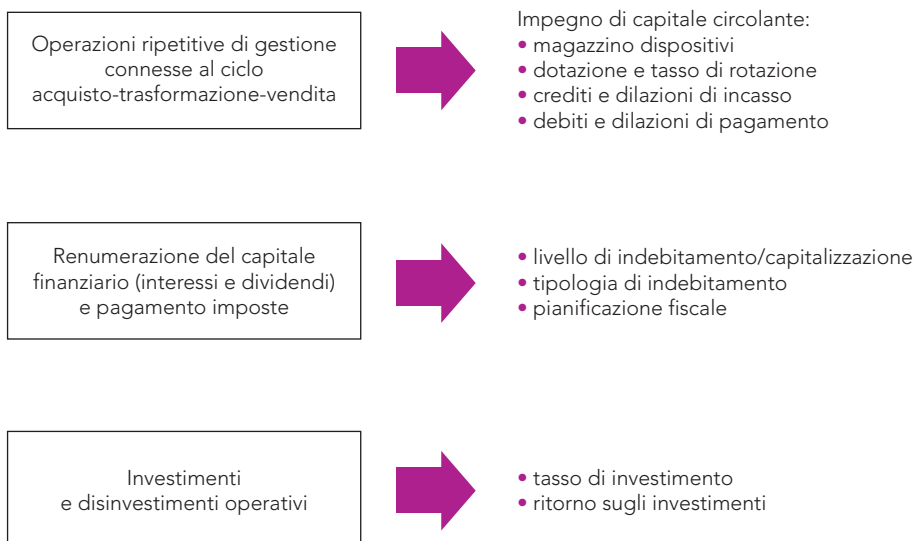 Operazioni ripetitive di gestione
connesse al ciclo
acquisto-trasformazione-vendita
Impegno di capitale circolante:
• magazzino dispositivi
• dotazione e tasso di rotazione
• crediti e dilazioni di incasso
• debiti e dilazioni di pagamento
Renumerazione del capitale
finanziario (interessi e dividendi)
e pagamento imposte
• livello di indebitamento/capitalizzazione
• tipologia di indebitamento
• pianificazione fiscale
Investimenti
e disinvestimenti operativi
• tasso di investimento
• ritorno sugli investimenti